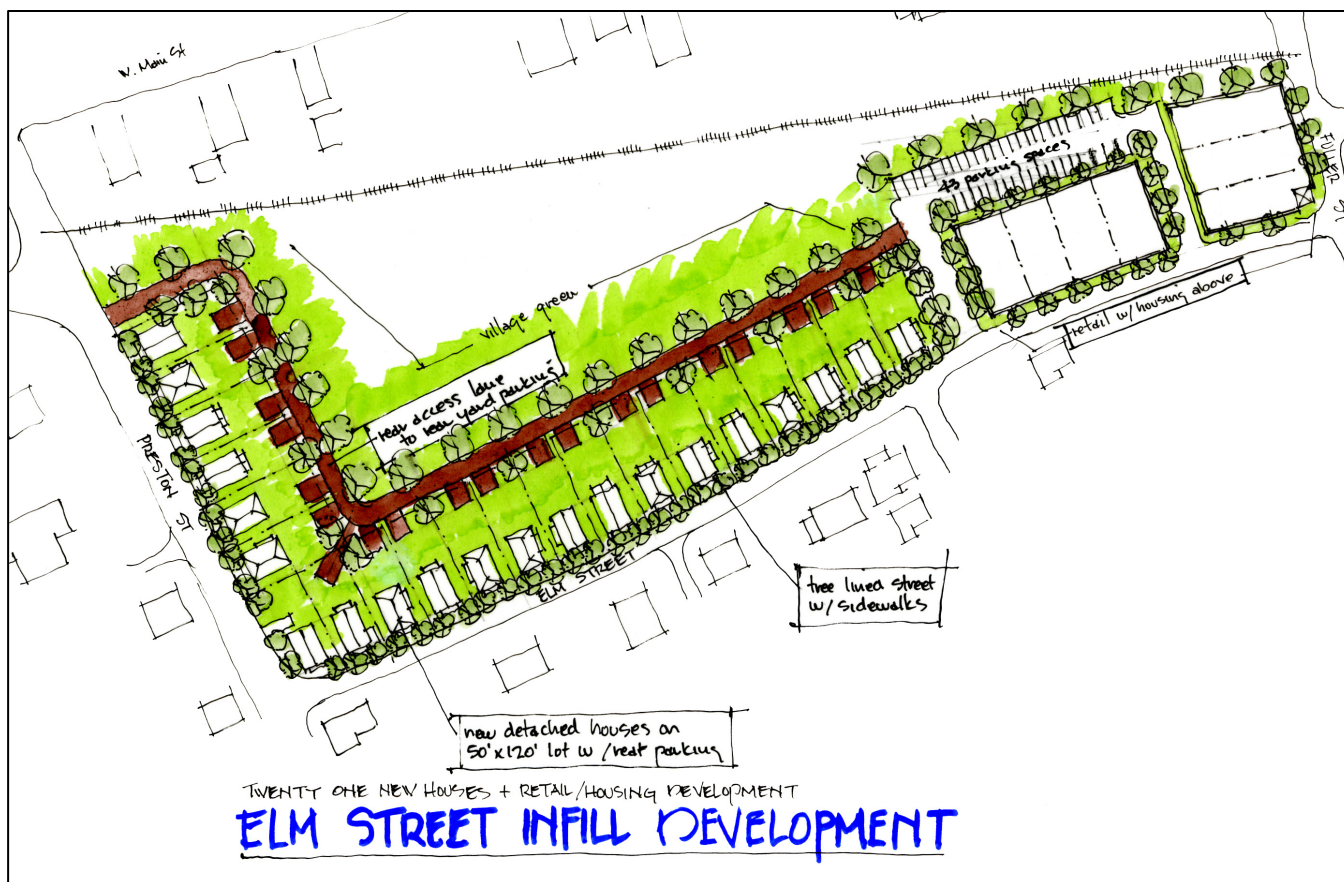 W. Main St
FULLER ST
43 parking spaces
retail w/ housing above
village green
rear access lane
to rear yard parking
PRESTON ST
ELM STREET
tree lined street
w/ sidewalks
new detached houses on
50'x120' lot w/rear parking
TWENTY ONE NEW HOUSES + RETAIL/HOUSING DEVELOPMENT
ELM STREET INFILL DEVELOPMENT